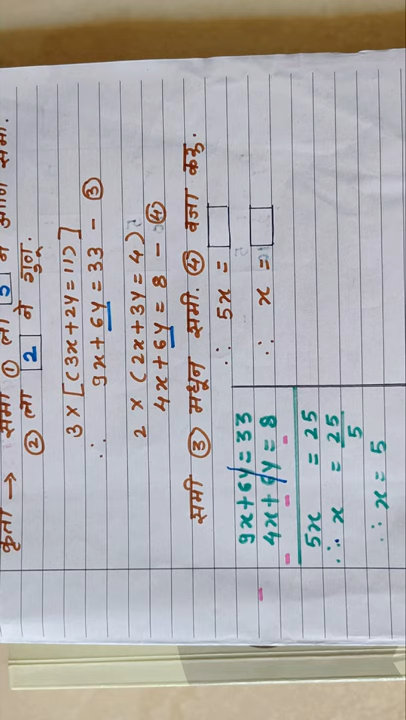 कृती → समी ① ला 3 ने आणि समी.
② ला 2 ने गुणू.
3 x [(3x+2y=11)]
∴ 9x + 6y = 33 - ③
2 x (2x+3y=4)
4x + 6y = 8 - ④
समी ③ मधून समी. ④ वजा करू.
∴ 5x =
∴ x =
9x+6y=33
4x+6y=8
- - -
5x = 25
∴ x = 25
5
∴ x = 5